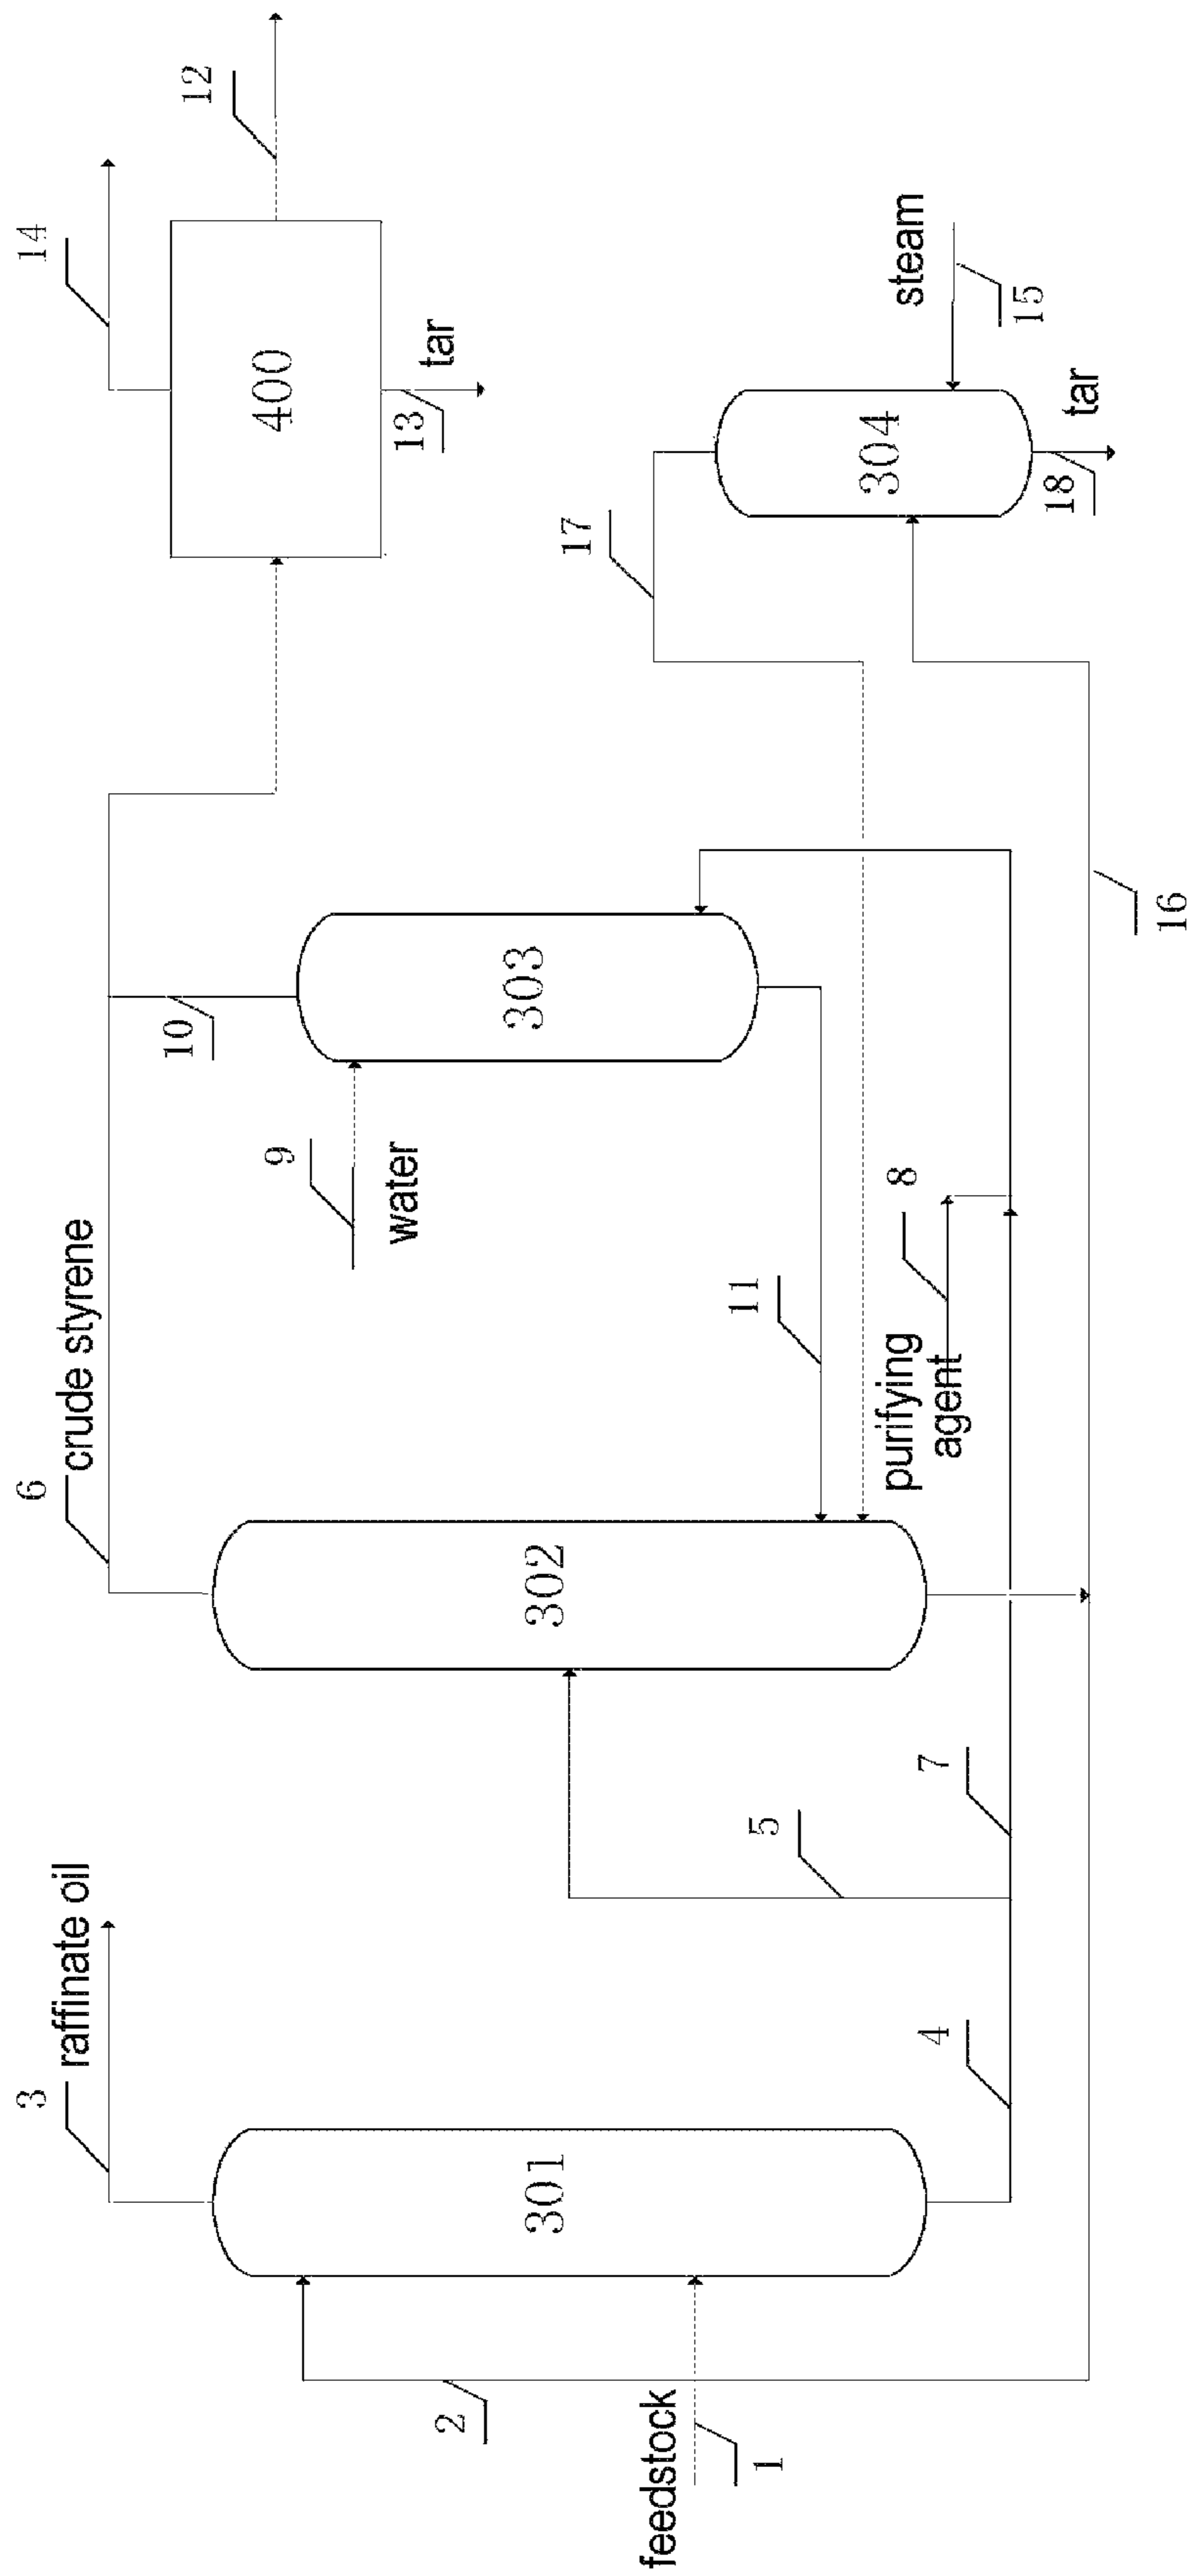 3
raffinate oil
6
crude styrene
14
12
10
400
13
tar
2
feedstock
1
301
5
4
7
302
9
water
303
11
purifying
agent
8
17
304
steam
15
18
tar
16